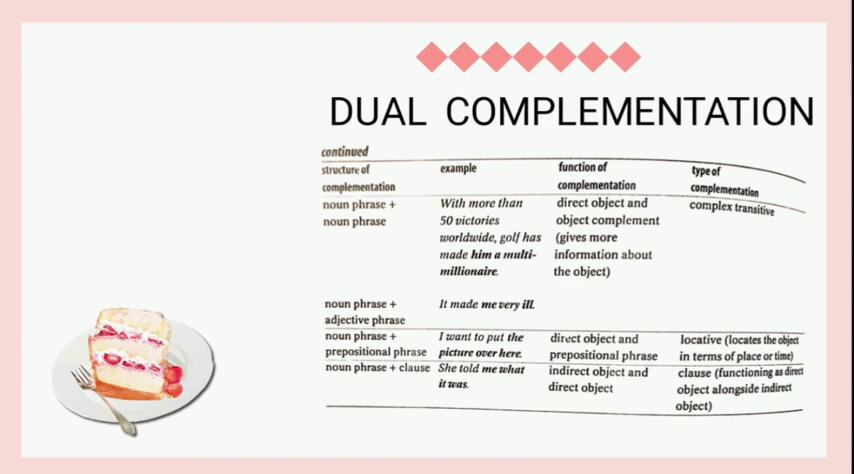 DUAL COMPLEMENTATION
continued
structure of complementation | example | function of complementation | type of complementation
noun phrase + noun phrase | With more than 50 victories worldwide, golf has made him a multi-millionaire. | direct object and object complement (gives more information about the object) | complex transitive
noun phrase + adjective phrase | It made me very ill.
noun phrase + prepositional phrase | I want to put the picture over here. | direct object and prepositional phrase | locative (locates the object in terms of place or time)
noun phrase + clause | She told me what it was. | indirect object and direct object | clause (functioning as direct object alongside indirect object)